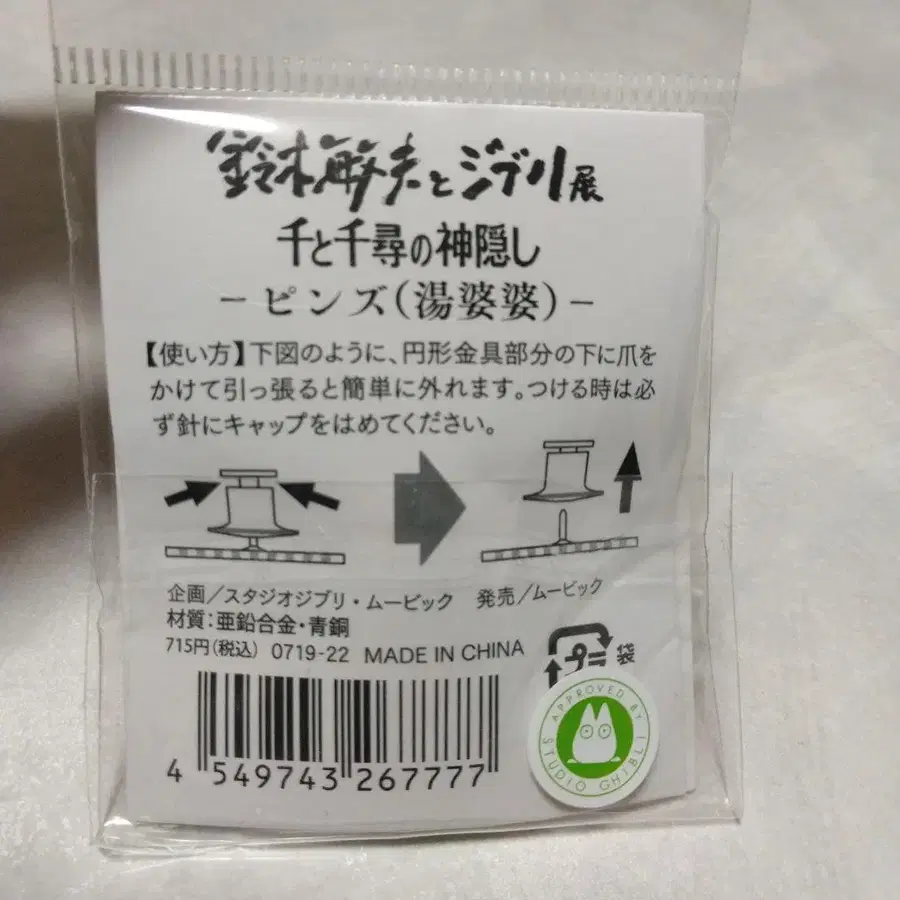 鈴木敏夫とジブリ展
千と千尋の神隠し
－ピンズ(湯婆婆)－
【使い方】下図のように、円形金具部分の下に爪を
かけて引っ張ると簡単に外れます。つける時は必
ず針にキャップをはめてください。
企画／スタジオジブリ・ムービック 発売／ムービック
材質：亜鉛合金・青銅
715円(税込) 0719-22 MADE IN CHINA
プラ 袋
4 549743 267777
APPROVED BY STUDIO GHIBLI